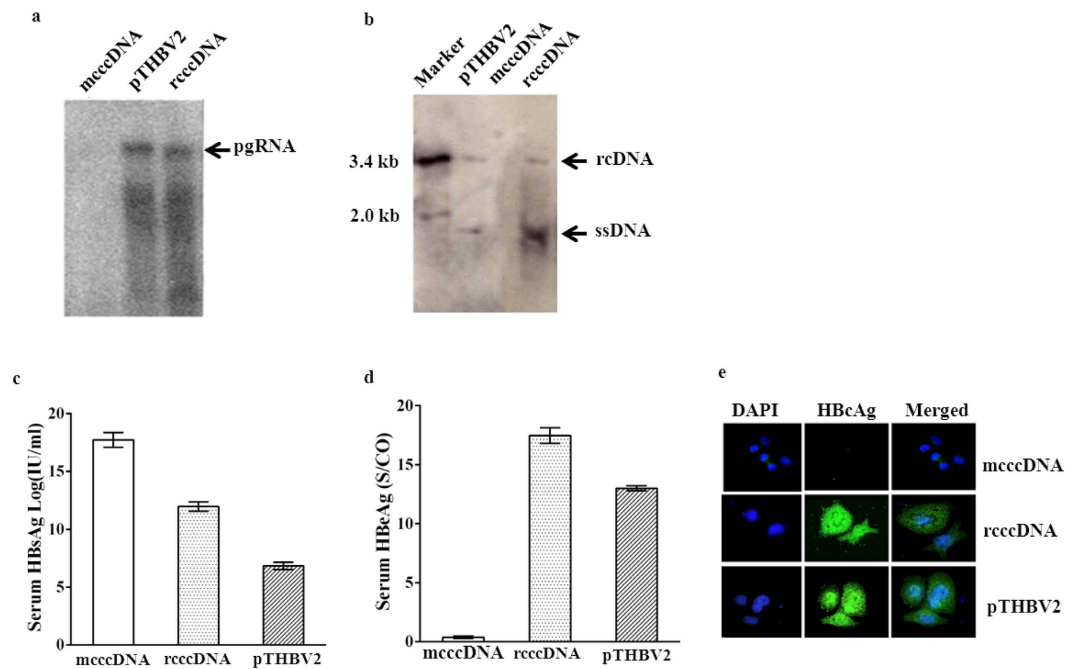 a
mcccDNA
pTHBV2
rcccDNA
pgRNA
b
Marker
pTHBV2
mcccDNA
rcccDNA
3.4 kb
rcDNA
2.0 kb
ssDNA
c
Serum HBsAg Log(IU/ml)
20
15
10
5
0
mcccDNA
rcccDNA
pTHBV2
d
Serum HBeAg (S/CO)
20
15
10
5
0
mcccDNA
rcccDNA
pTHBV2
e
DAPI HBcAg Merged
mcccDNA
rcccDNA
pTHBV2